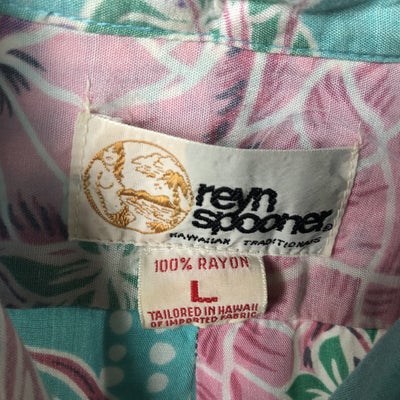 reyn
spooner®
HAWAIIAN TRADITIONALS
100% RAYON
L
TAILORED IN HAWAII
OF IMPORTED FABRIC